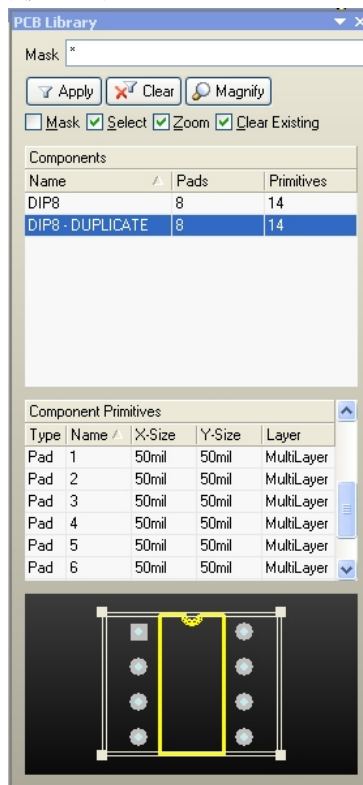 PCB Library
Mask *
Apply Clear Magnify
Mask Select Zoom Clear Existing
Components
Name Pads Primitives
DIP8 8 14
DIP8 - DUPLICATE 8 14
Component Primitives
Type Name X-Size Y-Size Layer
Pad 1 50mil 50mil MultiLayer
Pad 2 50mil 50mil MultiLayer
Pad 3 50mil 50mil MultiLayer
Pad 4 50mil 50mil MultiLayer
Pad 5 50mil 50mil MultiLayer
Pad 6 50mil 50mil MultiLayer